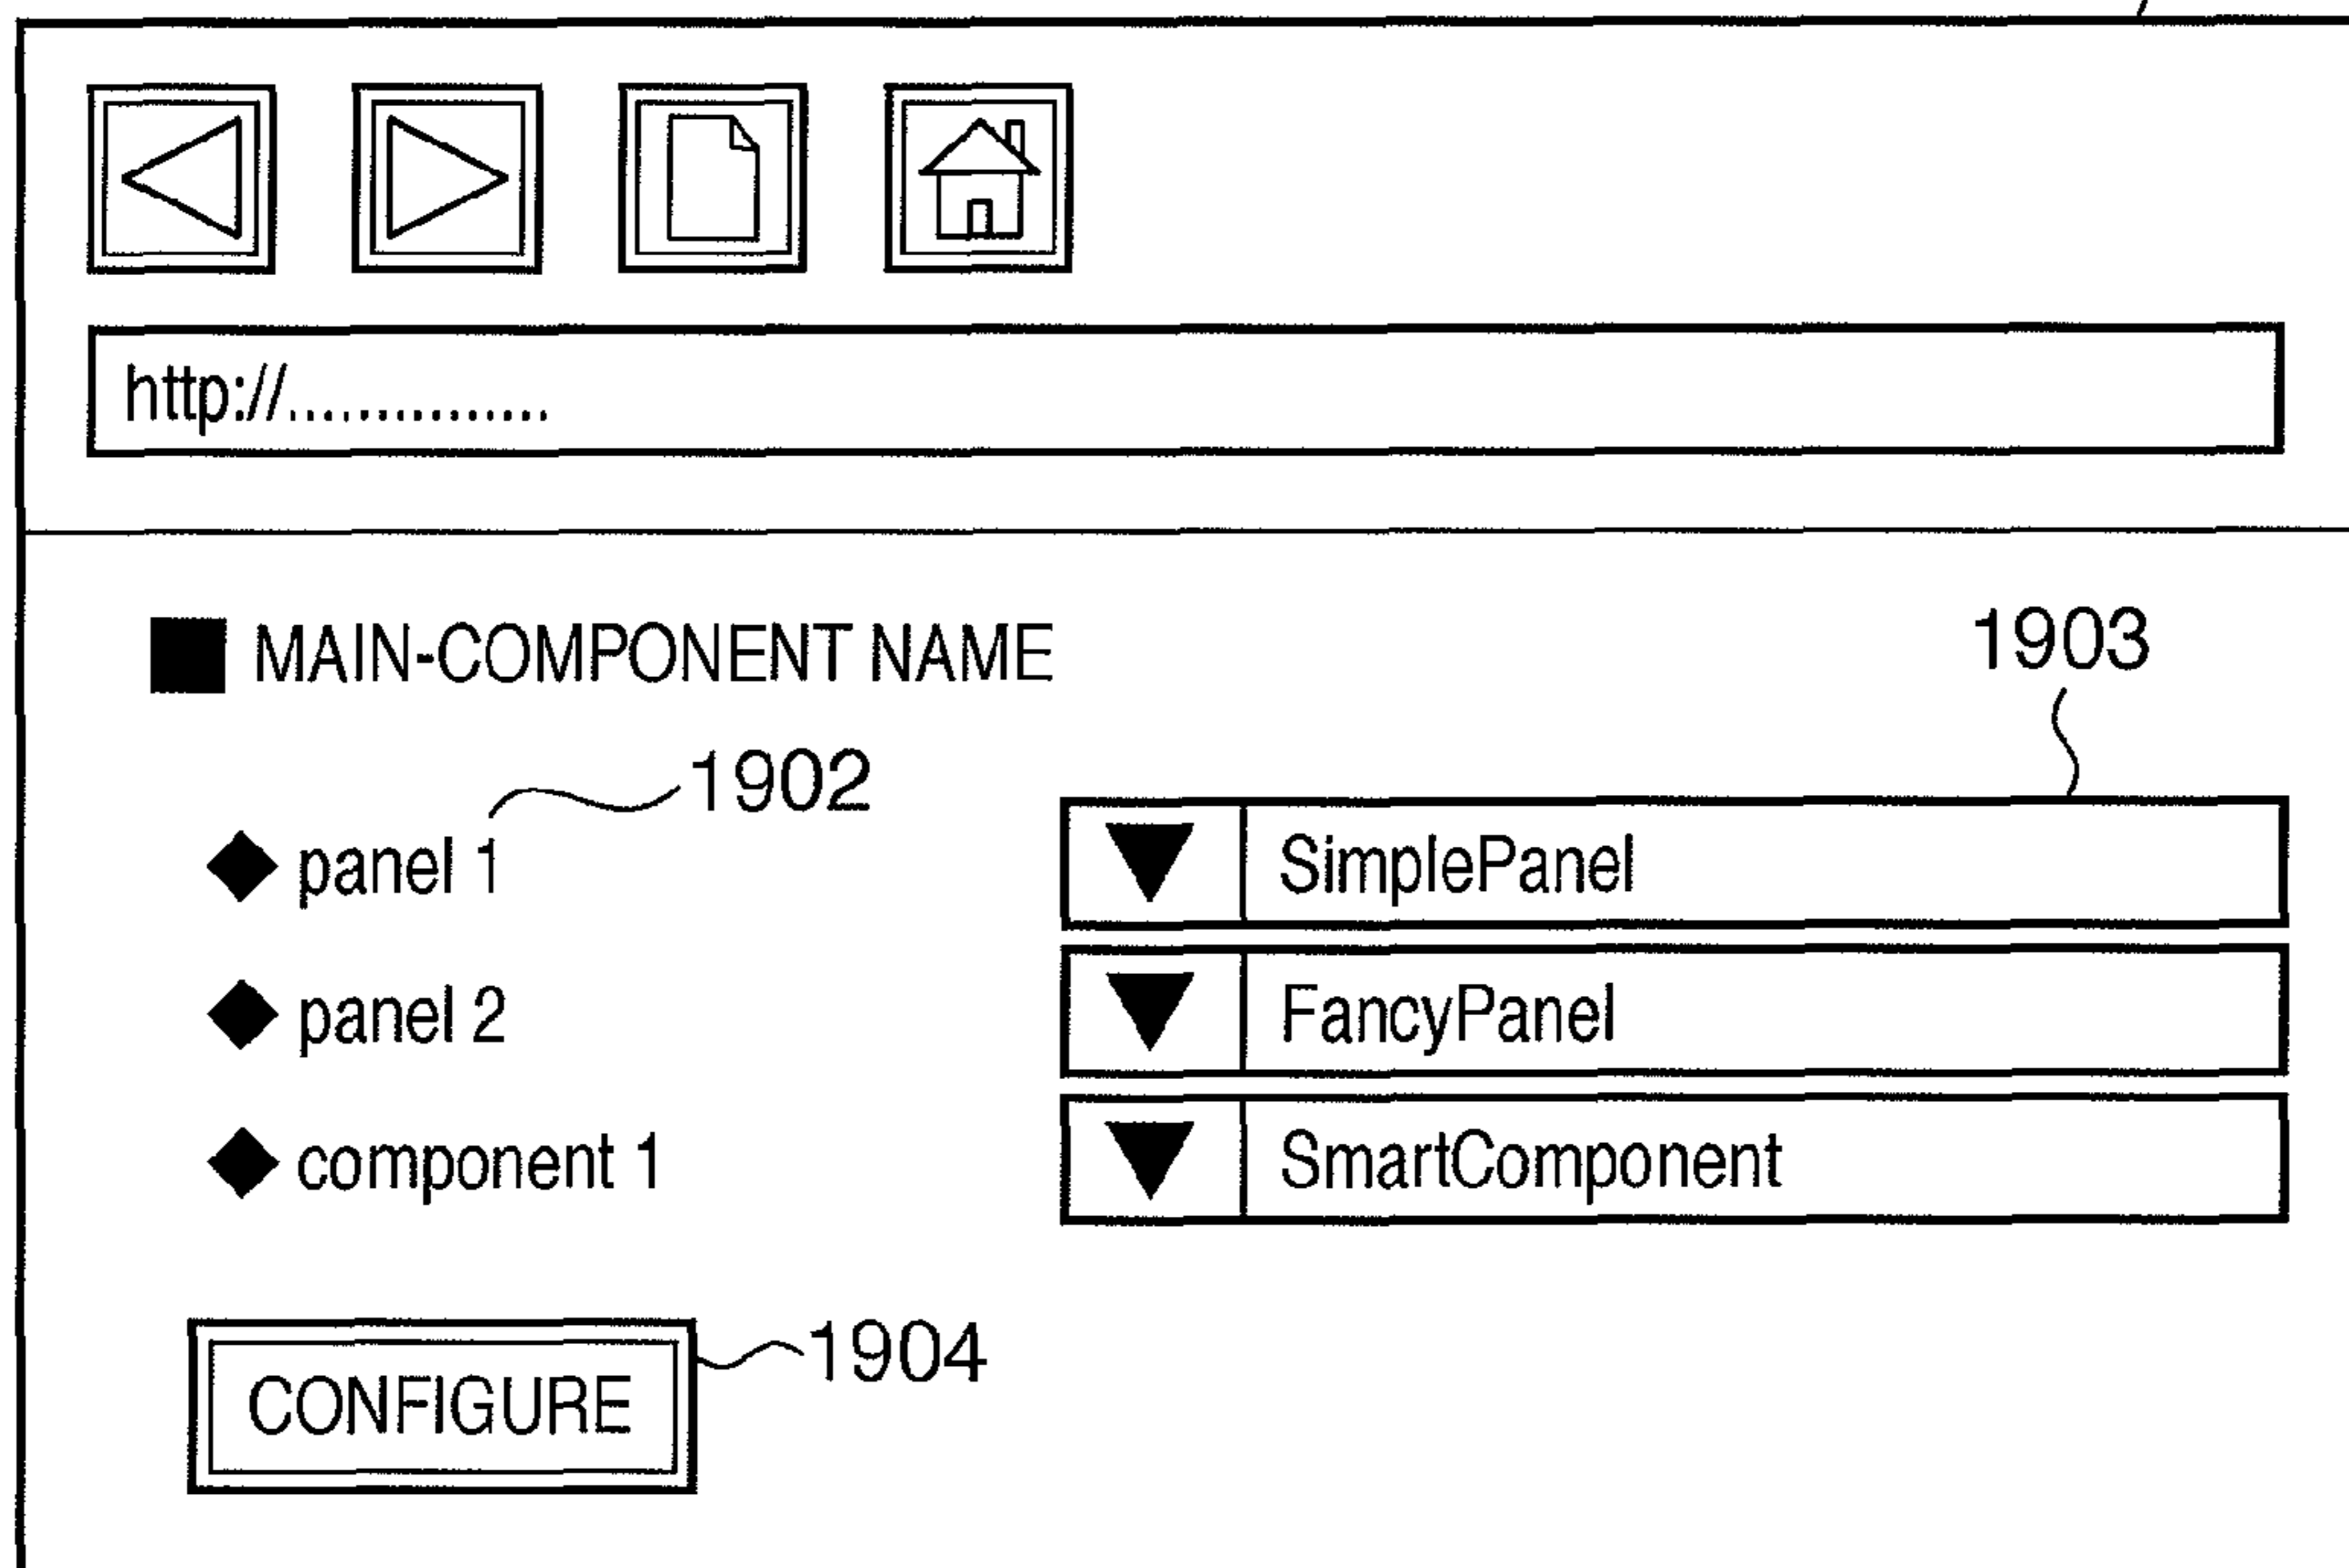 http://...............
MAIN-COMPONENT NAME
1903
1902
panel 1
SimplePanel
panel 2
FancyPanel
component 1
SmartComponent
1904
CONFIGURE